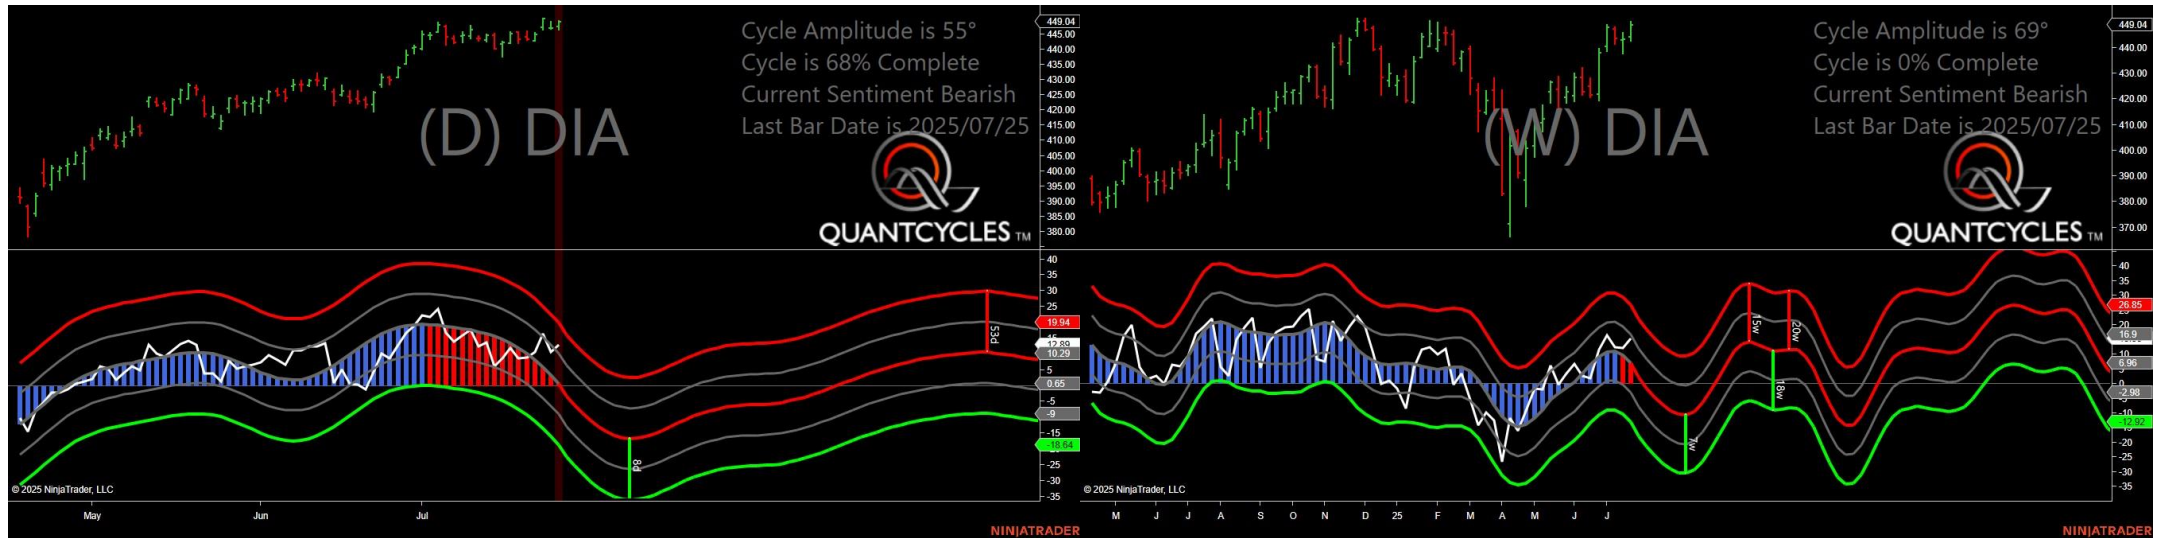 Cycle Amplitude is 55°
Cycle is 68% Complete
Current Sentiment Bearish
Last Bar Date is 2025/07/25
(D) DIA
QUANTCYCLES TM
449.04
445.00
440.00
435.00
430.00
425.00
420.00
415.00
410.00
405.00
400.00
395.00
390.00
385.00
380.00
40
35
30
25
19.94
12.89
10.29
5
0.65
-5
-9
-15
-18.64
-25
-30
-35
53d
8d
© 2025 NinjaTrader, LLC
May Jun Jul
NINJATRADER
Cycle Amplitude is 69°
Cycle is 0% Complete
Current Sentiment Bearish
Last Bar Date is 2025/07/25
(W) DIA
QUANTCYCLES TM
449.04
440.00
430.00
420.00
410.00
400.00
390.00
380.00
370.00
40
35
30
26.85
20
16.9
10
6.96
0
-2.98
-10
-12.92
-20
-25
-30
-35
15w
20w
18w
7w
© 2025 NinjaTrader, LLC
M J J A S O N D 25 F M A M J J
NINJATRADER